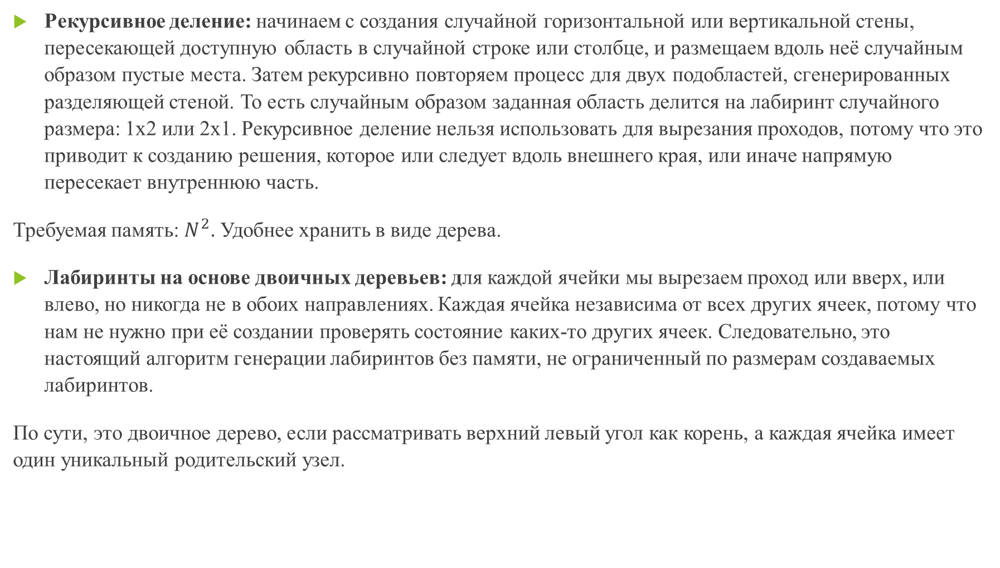 Рекурсивное деление: начинаем с создания случайной горизонтальной или вертикальной стены,
пересекающей доступную область в случайной строке или столбце, и размещаем вдоль неё случайным
образом пустые места. Затем рекурсивно повторяем процесс для двух подобластей, сгенерированных
разделяющей стеной. То есть случайным образом заданная область делится на лабиринт случайного
размера: 1х2 или 2х1. Рекурсивное деление нельзя использовать для вырезания проходов, потому что это
приводит к созданию решения, которое или следует вдоль внешнего края, или иначе напрямую
пересекает внутреннюю часть.
Требуемая память: N². Удобнее хранить в виде дерева.
Лабиринты на основе двоичных деревьев: для каждой ячейки мы вырезаем проход или вверх, или
влево, но никогда не в обоих направлениях. Каждая ячейка независима от всех других ячеек, потому что
нам не нужно при её создании проверять состояние каких-то других ячеек. Следовательно, это
настоящий алгоритм генерации лабиринтов без памяти, не ограниченный по размерам создаваемых
лабиринтов.
По сути, это двоичное дерево, если рассматривать верхний левый угол как корень, а каждая ячейка имеет
один уникальный родительский узел.